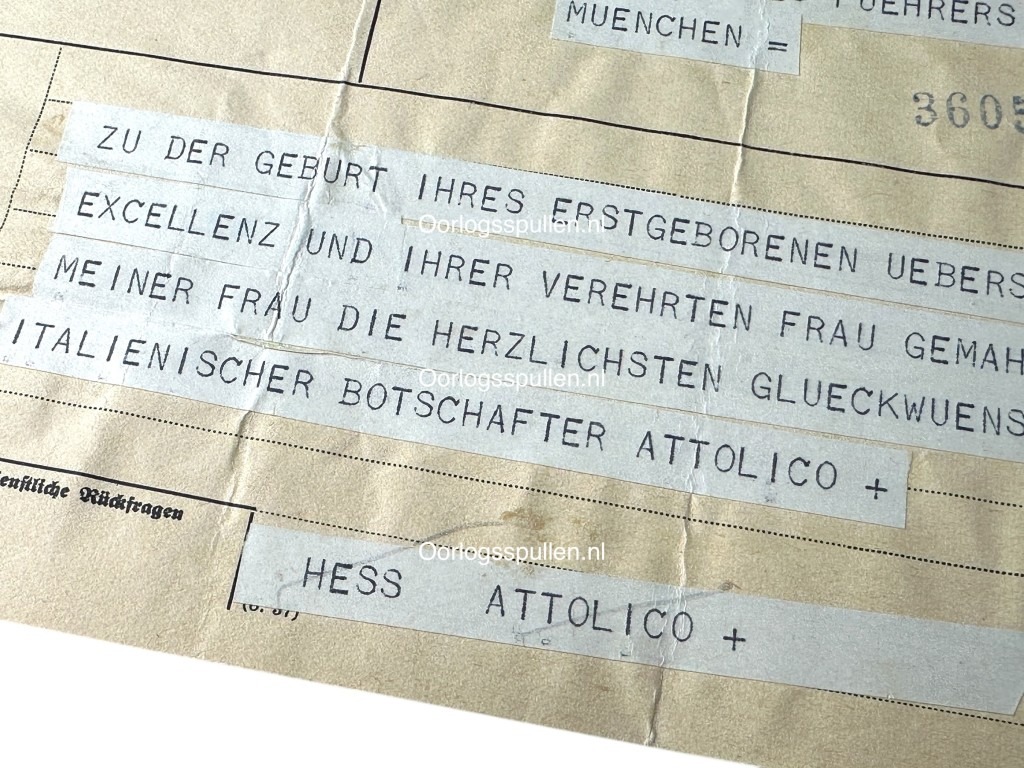 FUEHRERS
MUENCHEN =
3605
ZU DER GEBURT IHRES ERSTGEBORENEN UEBERS
EXCELLENZ UND IHRER VEREHRTEN FRAU GEMAH
MEINER FRAU DIE HERZLICHSTEN GLUECKWUENS
ITALIENISCHER BOTSCHAFTER ATTOLICO +
enstliche Rückfragen
HESS ATTOLICO +
Oorlogsspullen.nl
Oorlogsspullen.nl
Oorlogsspullen.nl